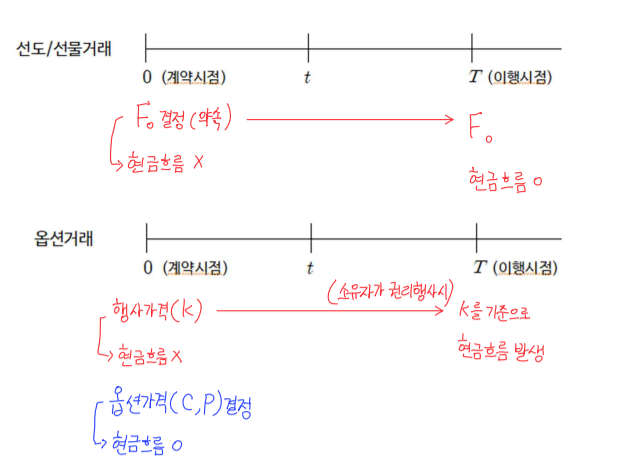 선도/선물거래
0 (계약시점) t T (이행시점)
F₀ 결정(약속) F₀
현금흐름 X
현금흐름 o
옵션거래
0 (계약시점) t T (이행시점)
(소유자가 권리행사시)
행사가격(K) K를 기준으로
현금흐름 X 현금흐름 발생
옵션가격(C,P)결정
현금흐름 o